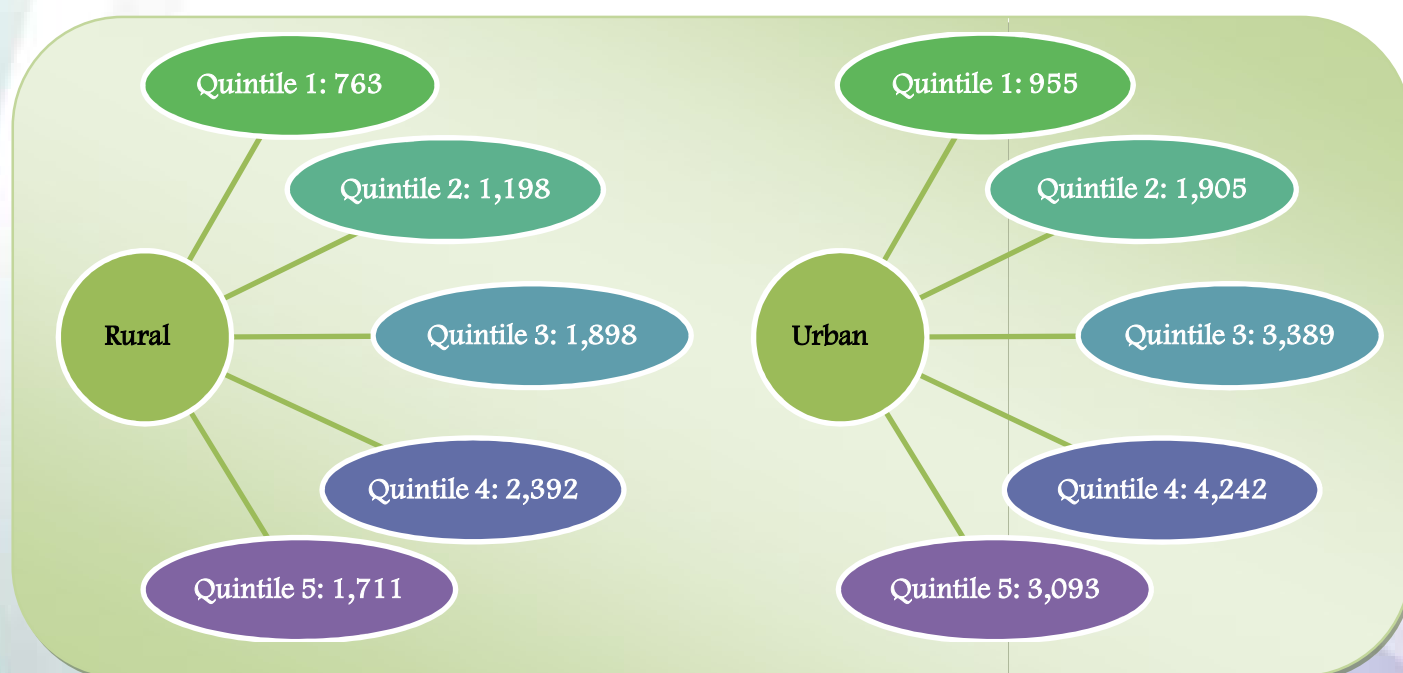 Rural
Quintile 1: 763
Quintile 2: 1,198
Quintile 3: 1,898
Quintile 4: 2,392
Quintile 5: 1,711
Urban
Quintile 1: 955
Quintile 2: 1,905
Quintile 3: 3,389
Quintile 4: 4,242
Quintile 5: 3,093